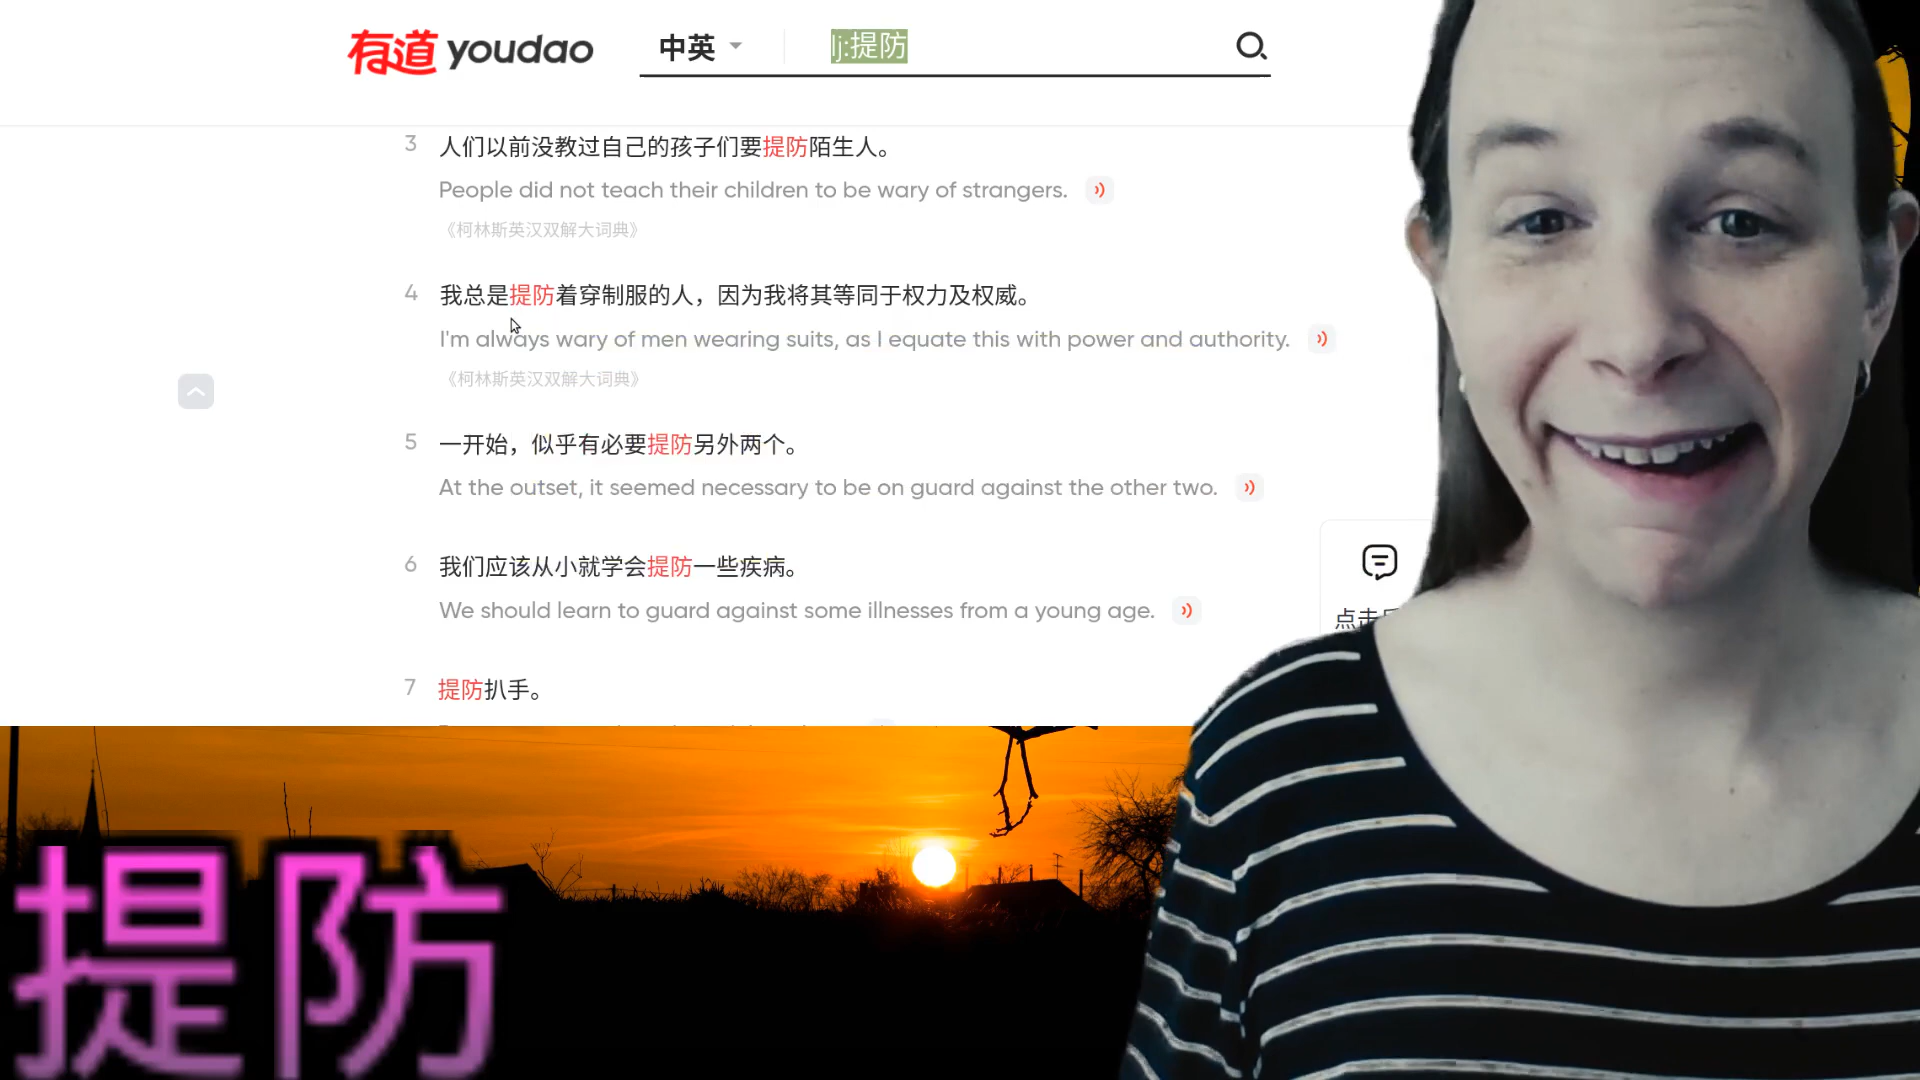 有道 youdao 中英 lj:提防
3 人们以前没教过自己的孩子们要提防陌生人。
People did not teach their children to be wary of strangers.
《柯林斯英汉双解大词典》
4 我总是提防着穿制服的人，因为我将其等同于权力及权威。
I'm always wary of men wearing suits, as I equate this with power and authority.
《柯林斯英汉双解大词典》
5 一开始，似乎有必要提防另外两个。
At the outset, it seemed necessary to be on guard against the other two.
6 我们应该从小就学会提防一些疾病。
We should learn to guard against some illnesses from a young age.
点击
7 提防扒手。
提防